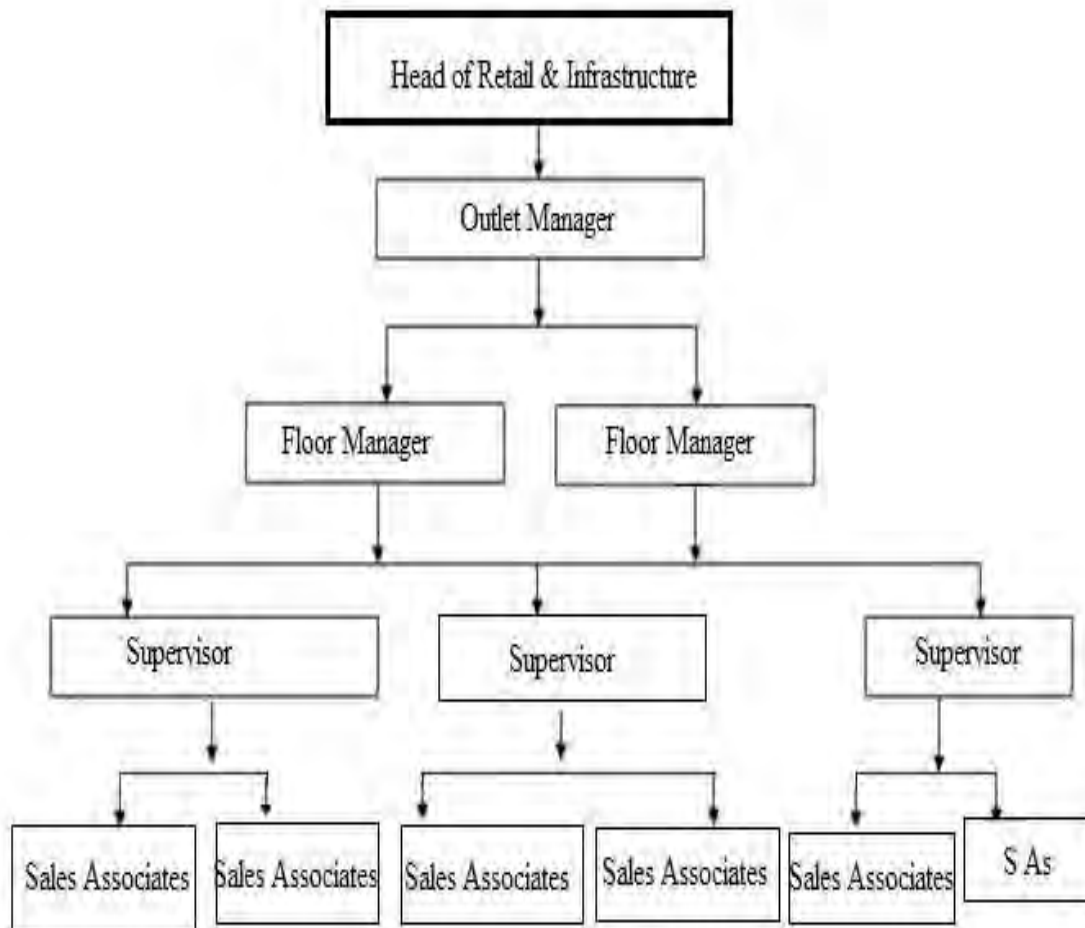 Head of Retail & Infrastructure
Outlet Manager
Floor Manager
Floor Manager
Supervisor
Supervisor
Supervisor
Sales Associates
Sales Associates
Sales Associates
Sales Associates
Sales Associates
S As